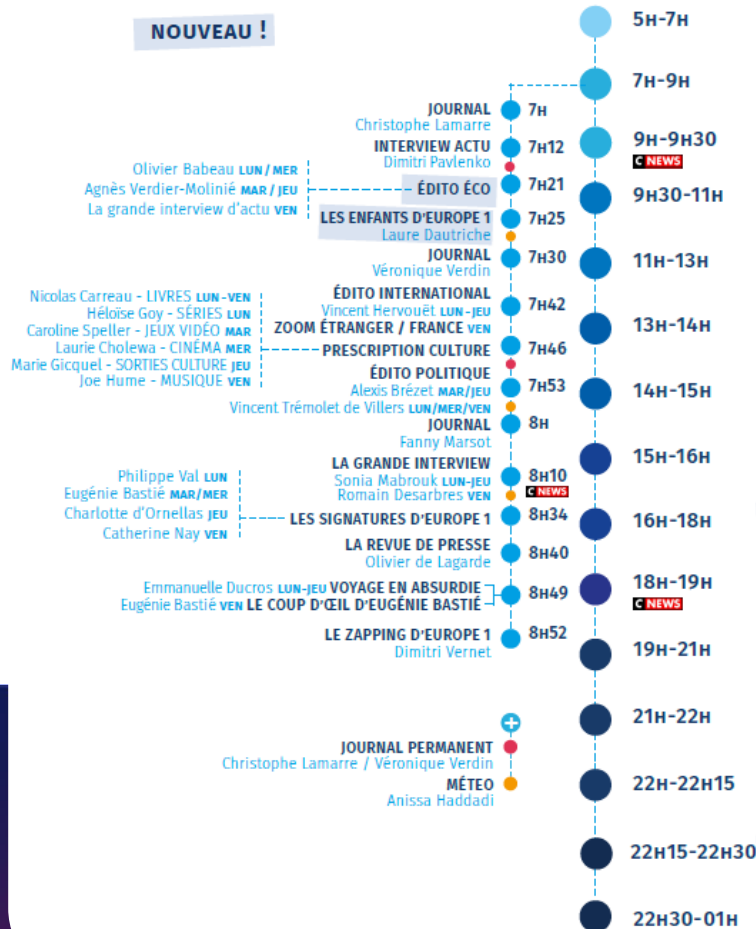 NOUVEAU !
JOURNAL 7H
Christophe Lamarre
INTERVIEW ACTU 7H12
Dimitri Pavlenko
Olivier Babeau LUN/MER
Agnès Verdier-Molinié MAR / JEU
La grande interview d'actu VEN
ÉDITO ÉCO 7H21
LES ENFANTS D'EUROPE 1 7H25
Laure Dautriche
JOURNAL 7H30
Véronique Verdin
ÉDITO INTERNATIONAL 7H42
Vincent Hervouët LUN-JEU
ZOOM ÉTRANGER / FRANCE VEN
Nicolas Carreau - LIVRES LUN-VEN
Héloïse Goy - SÉRIES LUN
Caroline Speller - JEUX VIDÉO MAR
Laurie Cholewa - CINÉMA MER
Marie Gicquel - SORTIES CULTURE JEU
Joe Hume - MUSIQUE VEN
PRESCRIPTION CULTURE 7H46
ÉDITO POLITIQUE 7H53
Alexis Brézet MAR/JEU
Vincent Trémolet de Villers LUN/MER/VEN
JOURNAL 8H
Fanny Marsot
LA GRANDE INTERVIEW 8H10
Sonia Mabrouk LUN-JEU
Romain Desarbres VEN
C NEWS
Philippe Val LUN
Eugénie Bastié MAR/MER
Charlotte d'Ornellas JEU
Catherine Nay VEN
LES SIGNATURES D'EUROPE 1 8H34
LA REVUE DE PRESSE 8H40
Olivier de Lagarde
Emmanuelle Ducros LUN-JEU VOYAGE EN ABSURDIE 8H49
Eugénie Bastié VEN LE COUP D'ŒIL D'EUGÉNIE BASTIÉ
LE ZAPPING D'EUROPE 1 8H52
Dimitri Vernet
+
JOURNAL PERMANENT
Christophe Lamarre / Véronique Verdin
MÉTEO
Anissa Haddadi
5H-7H
7H-9H
9H-9H30
C NEWS
9H30-11H
11H-13H
13H-14H
14H-15H
15H-16H
16H-18H
18H-19H
C NEWS
19H-21H
21H-22H
22H-22H15
22H15-22H30
22H30-01H